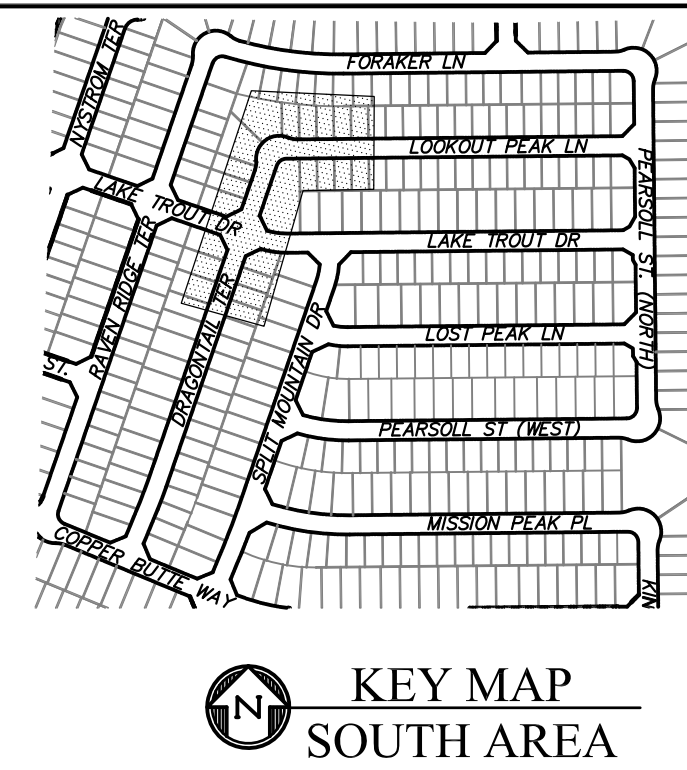 NYSTROM TER
FORAKER LN
LOOKOUT PEAK LN
PEARSOLL ST. (NORTH)
LAKE TROUT DR
LAKE TROUT DR
RAVEN RIDGE TER
DRAGONTAIL TER
SPLIT MOUNTAIN DR
LOST PEAK LN
ST.
PEARSOLL ST (WEST)
MISSION PEAK PL
COPPER BUTTE WAY
KIN
N
KEY MAP
SOUTH AREA